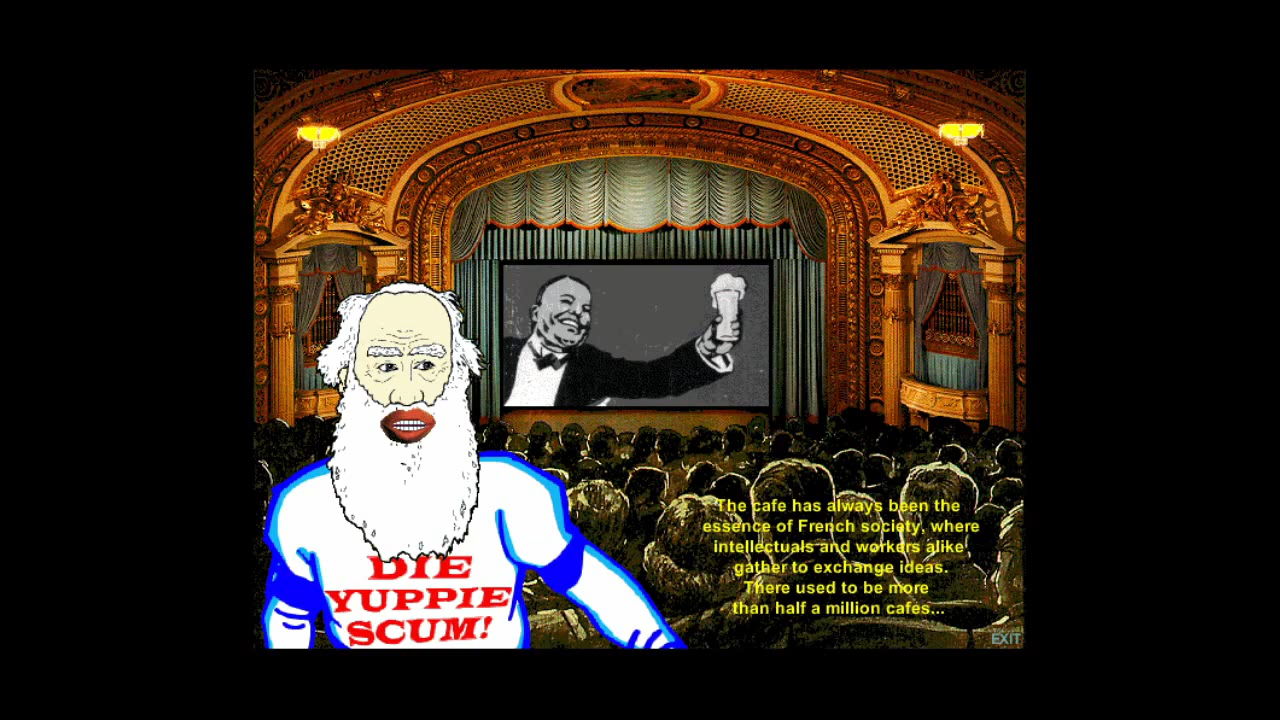 DIE
YUPPIE
SCUM!
The cafe has always been the
essence of French society, where
intellectuals and workers alike
gather to exchange ideas.
There used to be more
than half a million cafes...
EXIT